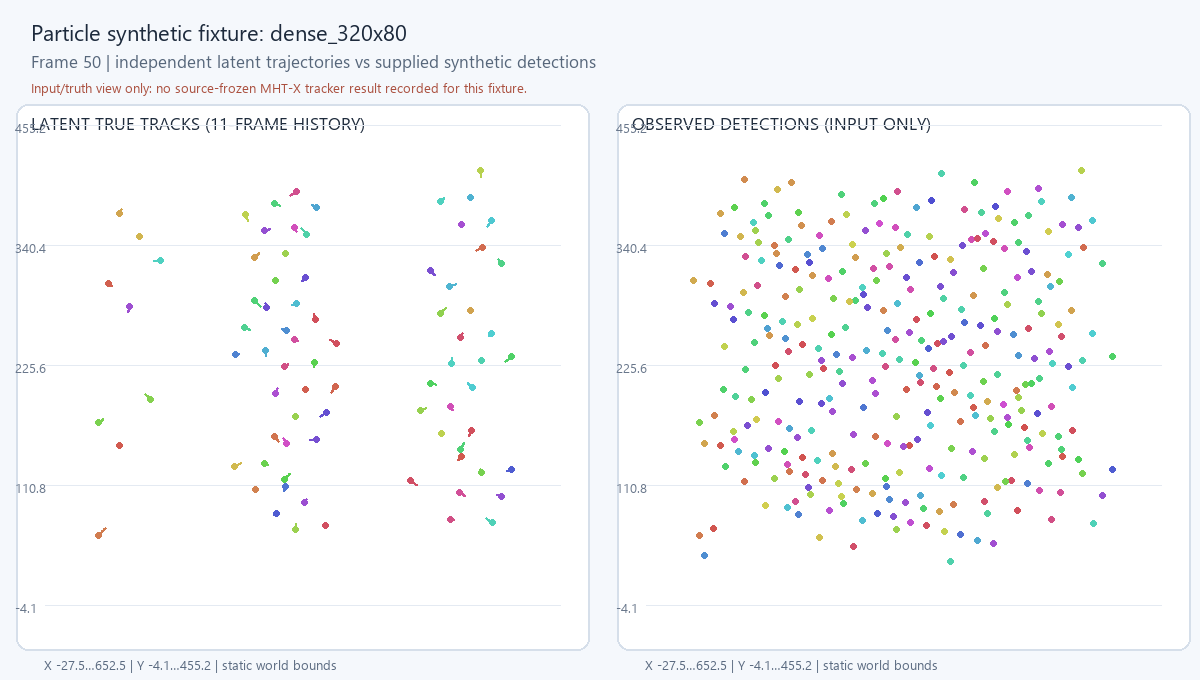 Particle synthetic fixture: dense_320x80
Frame 50 | independent latent trajectories vs supplied synthetic detections
Input/truth view only: no source-frozen MHT-X tracker result recorded for this fixture.
LATENT TRUE TRACKS (11-FRAME HISTORY)
455.2
340.4
225.6
110.8
-4.1
X -27.5...652.5 | Y -4.1...455.2 | static world bounds
OBSERVED DETECTIONS (INPUT ONLY)
455.2
340.4
225.6
110.8
-4.1
X -27.5...652.5 | Y -4.1...455.2 | static world bounds